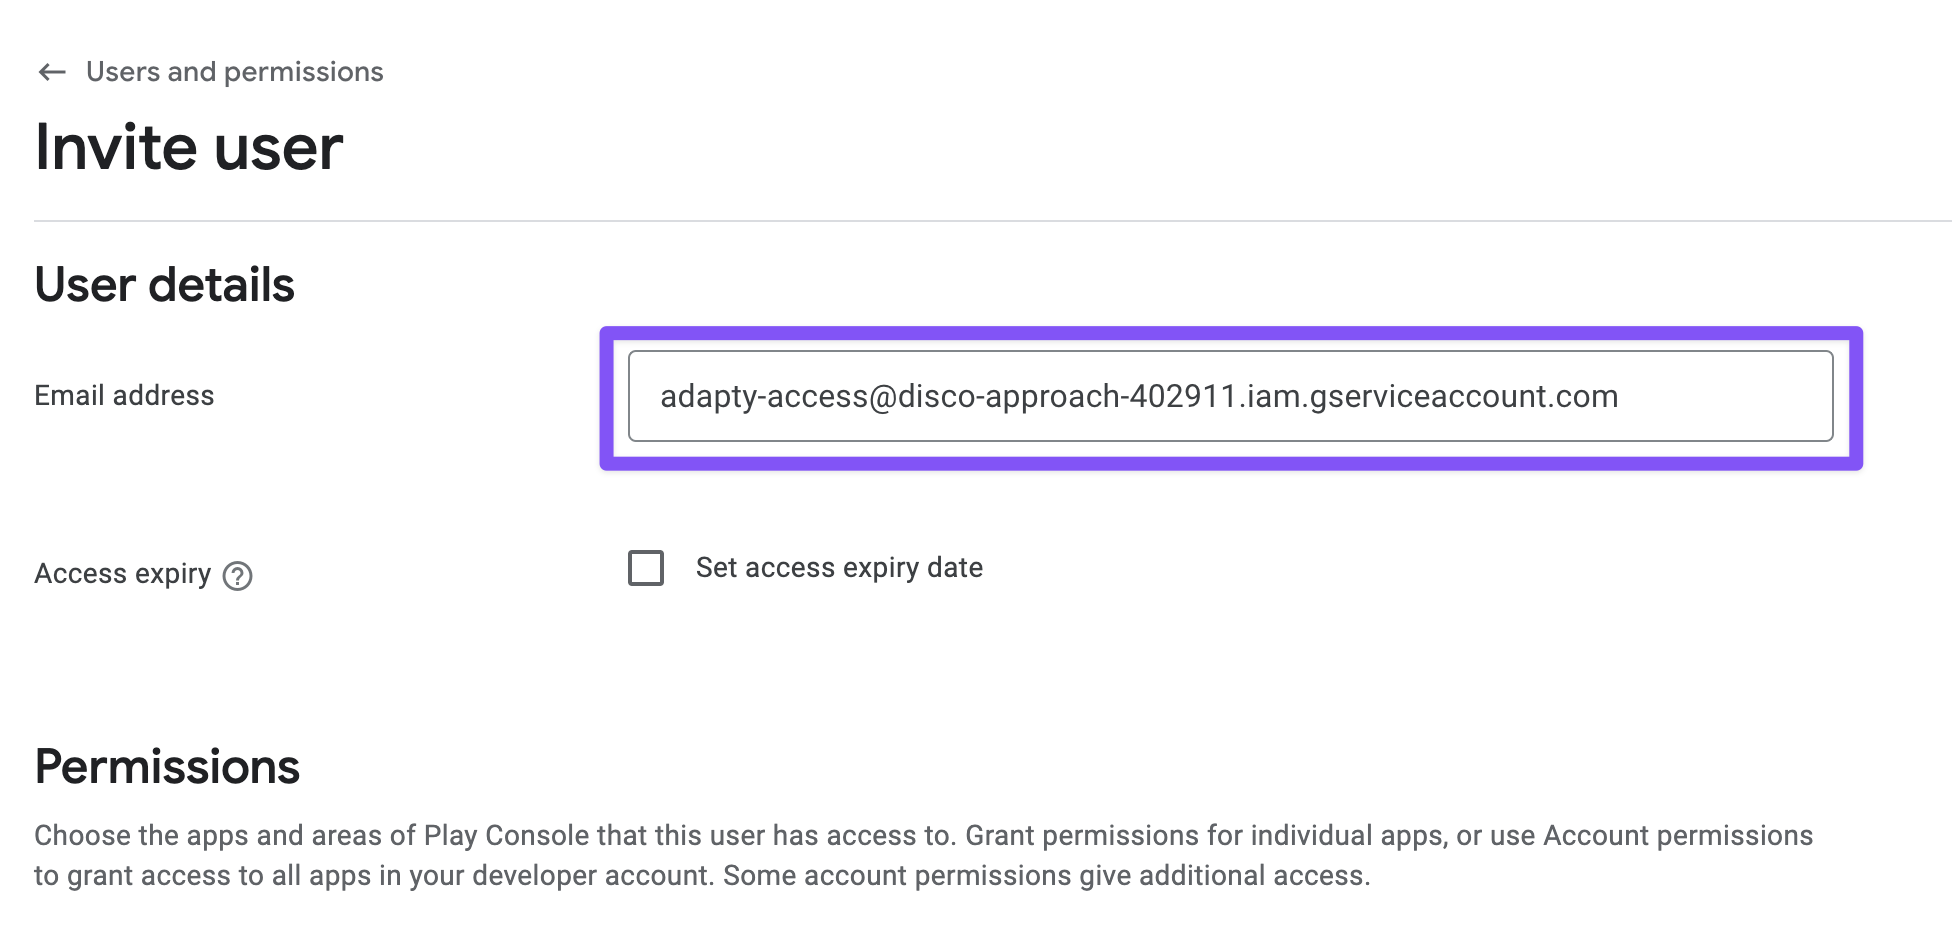 Users and permissions
Invite user
User details
Email address
adapty-access@disco-approach-402911.iam.gserviceaccount.com
Access expiry
Set access expiry date
Permissions
Choose the apps and areas of Play Console that this user has access to. Grant permissions for individual apps, or use Account permissions
to grant access to all apps in your developer account. Some account permissions give additional access.